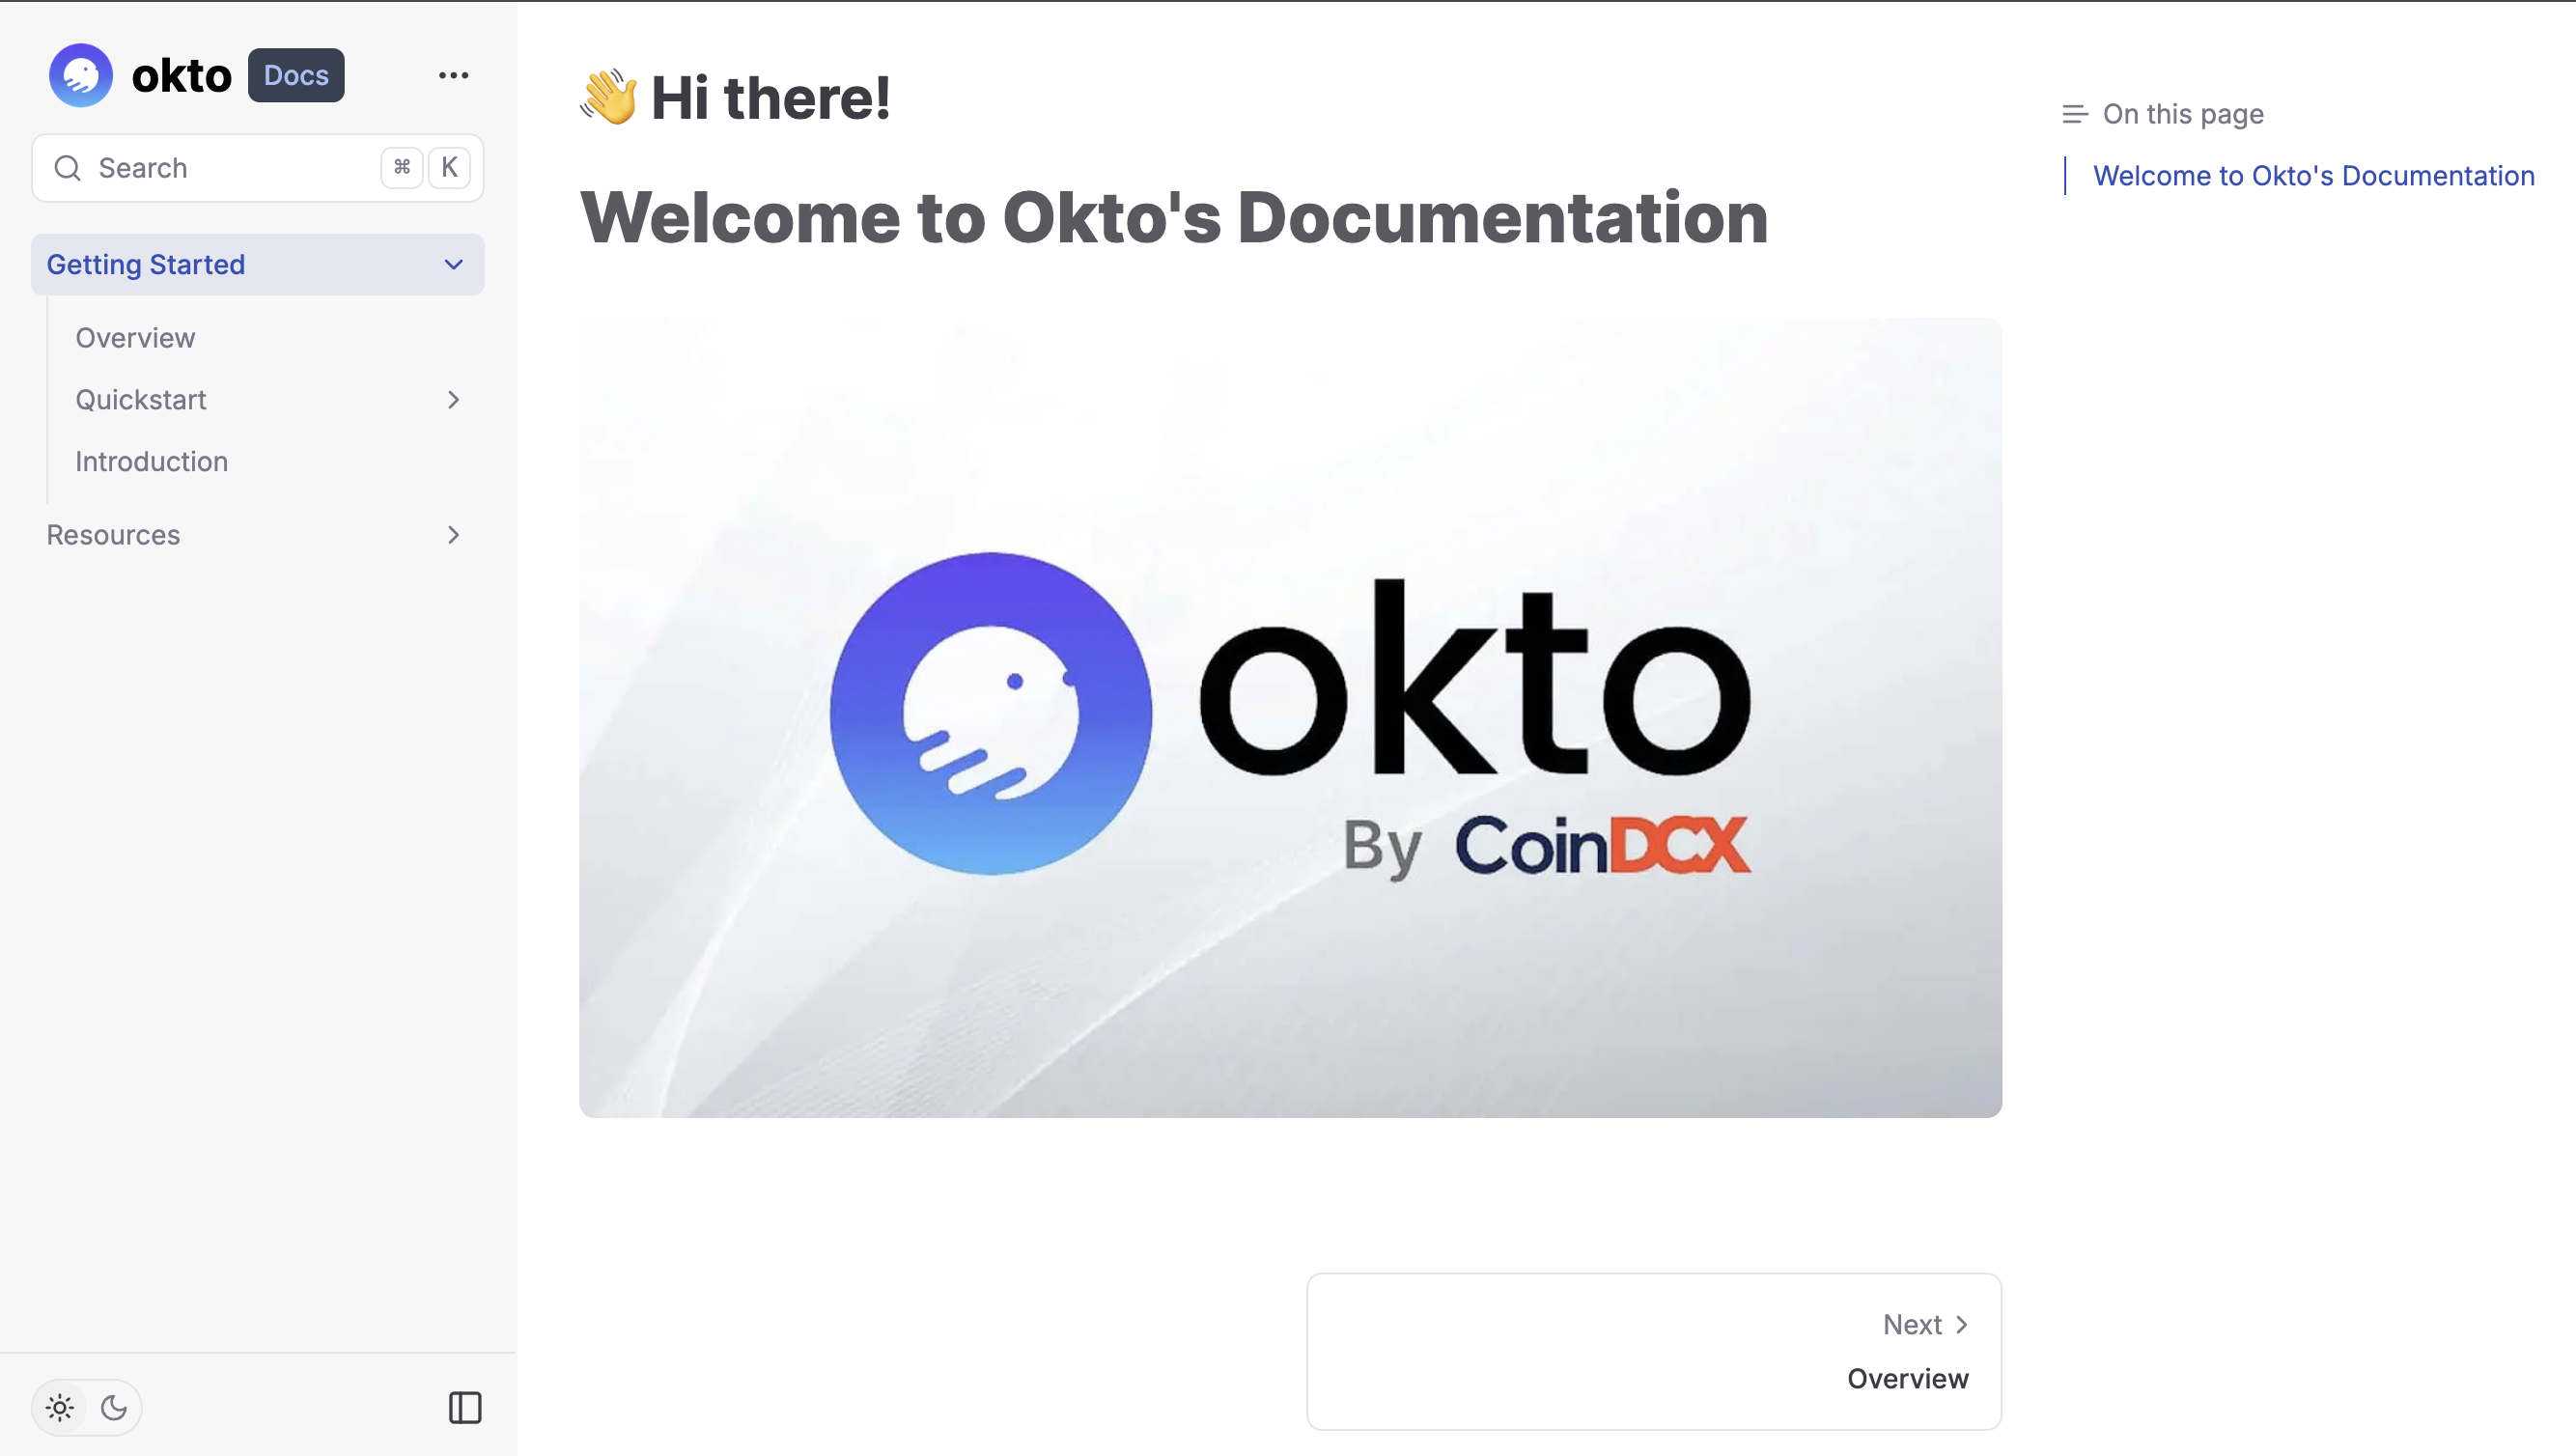 okto Docs
Search ⌘ K
Getting Started
Overview
Quickstart
Introduction
Resources
👋 Hi there!
Welcome to Okto's Documentation
okto
By CoinDCX
Next
Overview
On this page
Welcome to Okto's Documentation